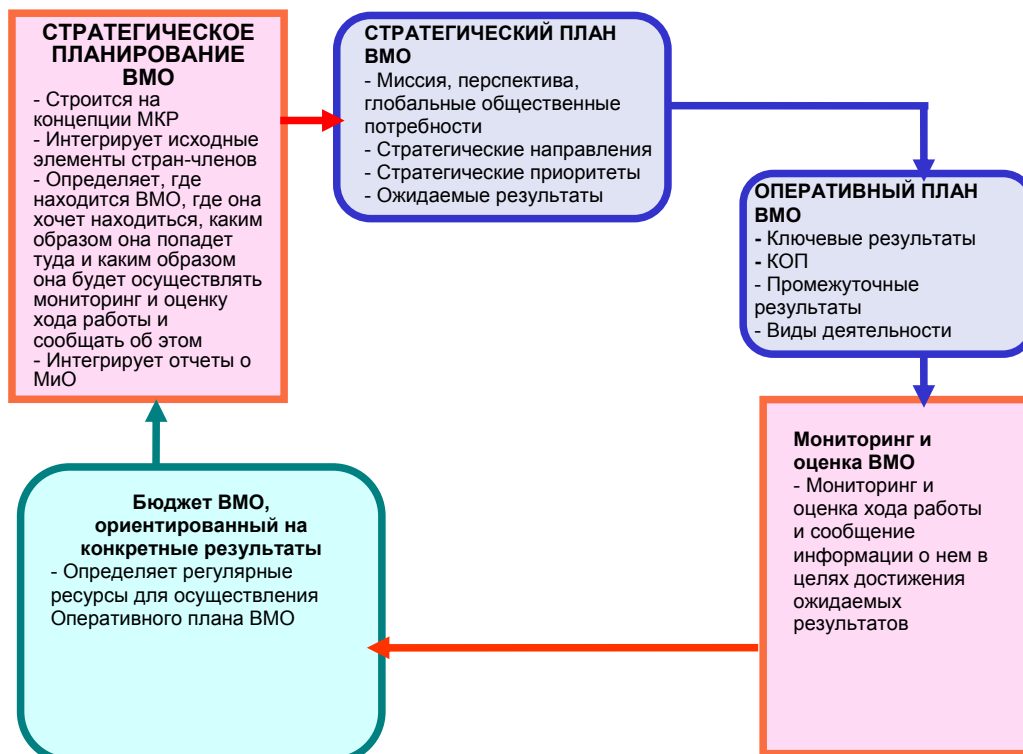 СТРАТЕГИЧЕСКОЕ
ПЛАНИРОВАНИЕ
ВМО
- Строится на
концепции МКР
- Интегрирует исходные
элементы стран-членов
- Определяет, где
находится ВМО, где она
хочет находиться, каким
образом она попадет
туда и каким образом
она будет осуществлять
мониторинг и оценку
хода работы и
сообщать об этом
- Интегрирует отчеты о
МиО
СТРАТЕГИЧЕСКИЙ ПЛАН
ВМО
- Миссия, перспектива,
глобальные общественные
потребности
- Стратегические направления
- Стратегические приоритеты
- Ожидаемые результаты
ОПЕРАТИВНЫЙ ПЛАН
ВМО
- Ключевые результаты
- КОП
- Промежуточные
результаты
- Виды деятельности
Мониторинг и
оценка ВМО
- Мониторинг и
оценка хода работы
и сообщение
информации о нем в
целях достижения
ожидаемых
результатов
Бюджет ВМО,
ориентированный на
конкретные результаты
- Определяет регулярные
ресурсы для осуществления
Оперативного плана ВМО